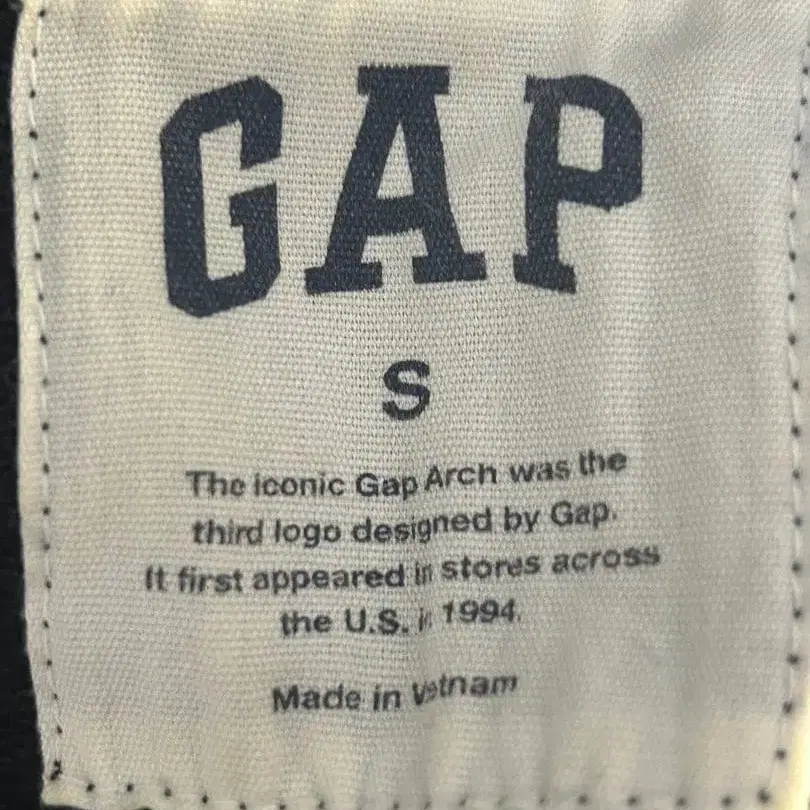 GAP
S
The iconic Gap Arch was the
third logo designed by Gap.
It first appeared in stores across
the U.S. in 1994.
Made in Vietnam